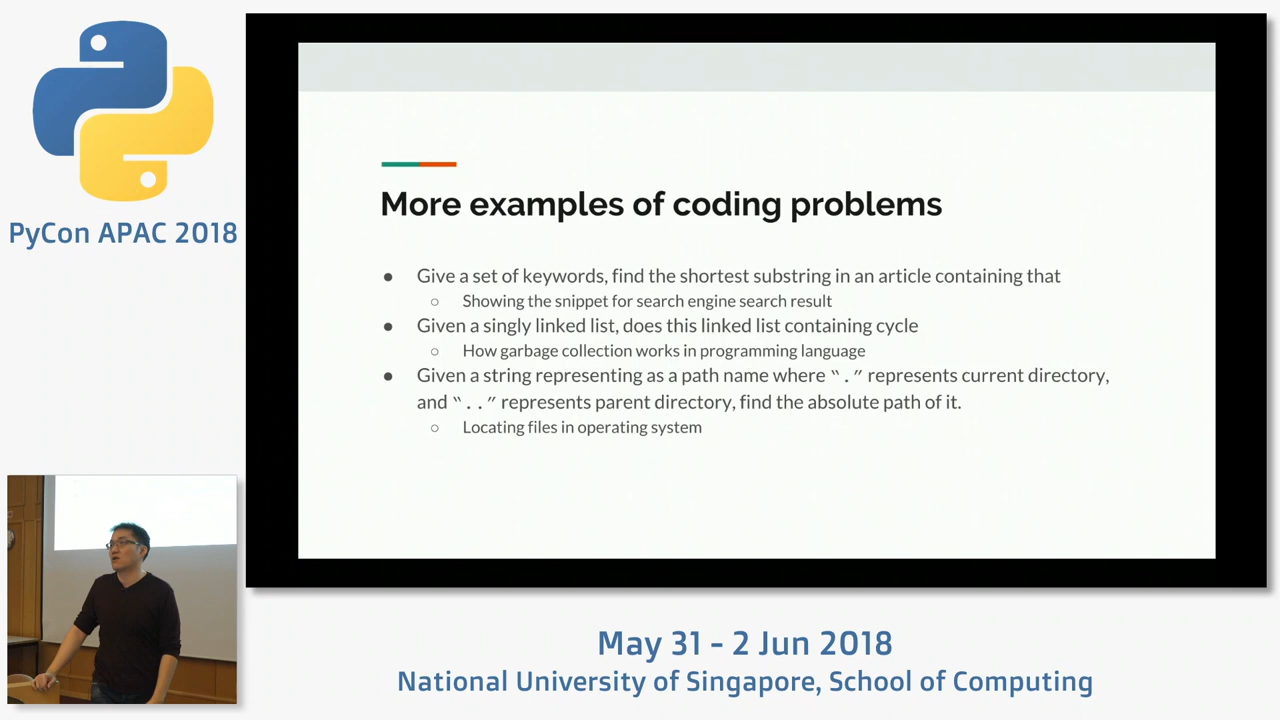 PyCon APAC 2018
More examples of coding problems
● Give a set of keywords, find the shortest substring in an article containing that
○ Showing the snippet for search engine search result
● Given a singly linked list, does this linked list containing cycle
○ How garbage collection works in programming language
● Given a string representing as a path name where “.” represents current directory,
and “..” represents parent directory, find the absolute path of it.
○ Locating files in operating system
May 31 - 2 Jun 2018
National University of Singapore, School of Computing